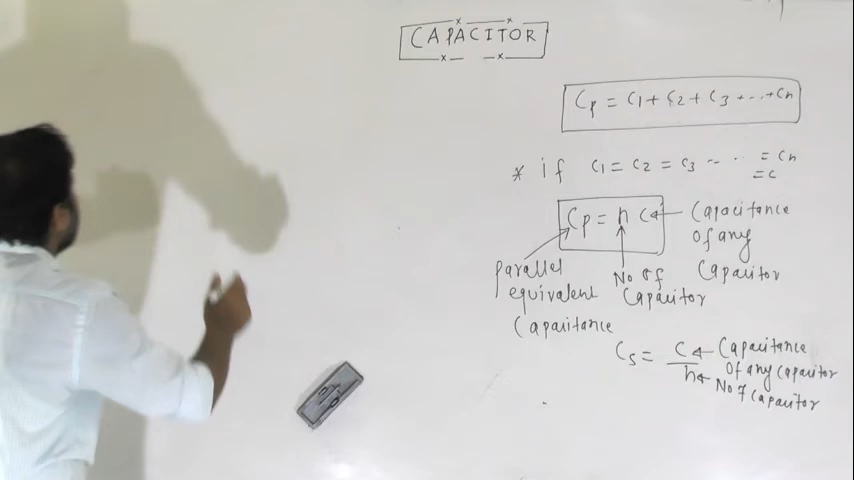 CAPACITOR
Cp = C1 + C2 + C3 + ... + Cn
* if C1 = C2 = C3 -- .. = Cn
= C
Cp = n C ← Capacitance
Of any
Capacitor
Parallel
equivalent
Capaitance
No of
Capacitor
Cs = C/n
← Capacitance
Of any Capacitor
← No of Capacitor